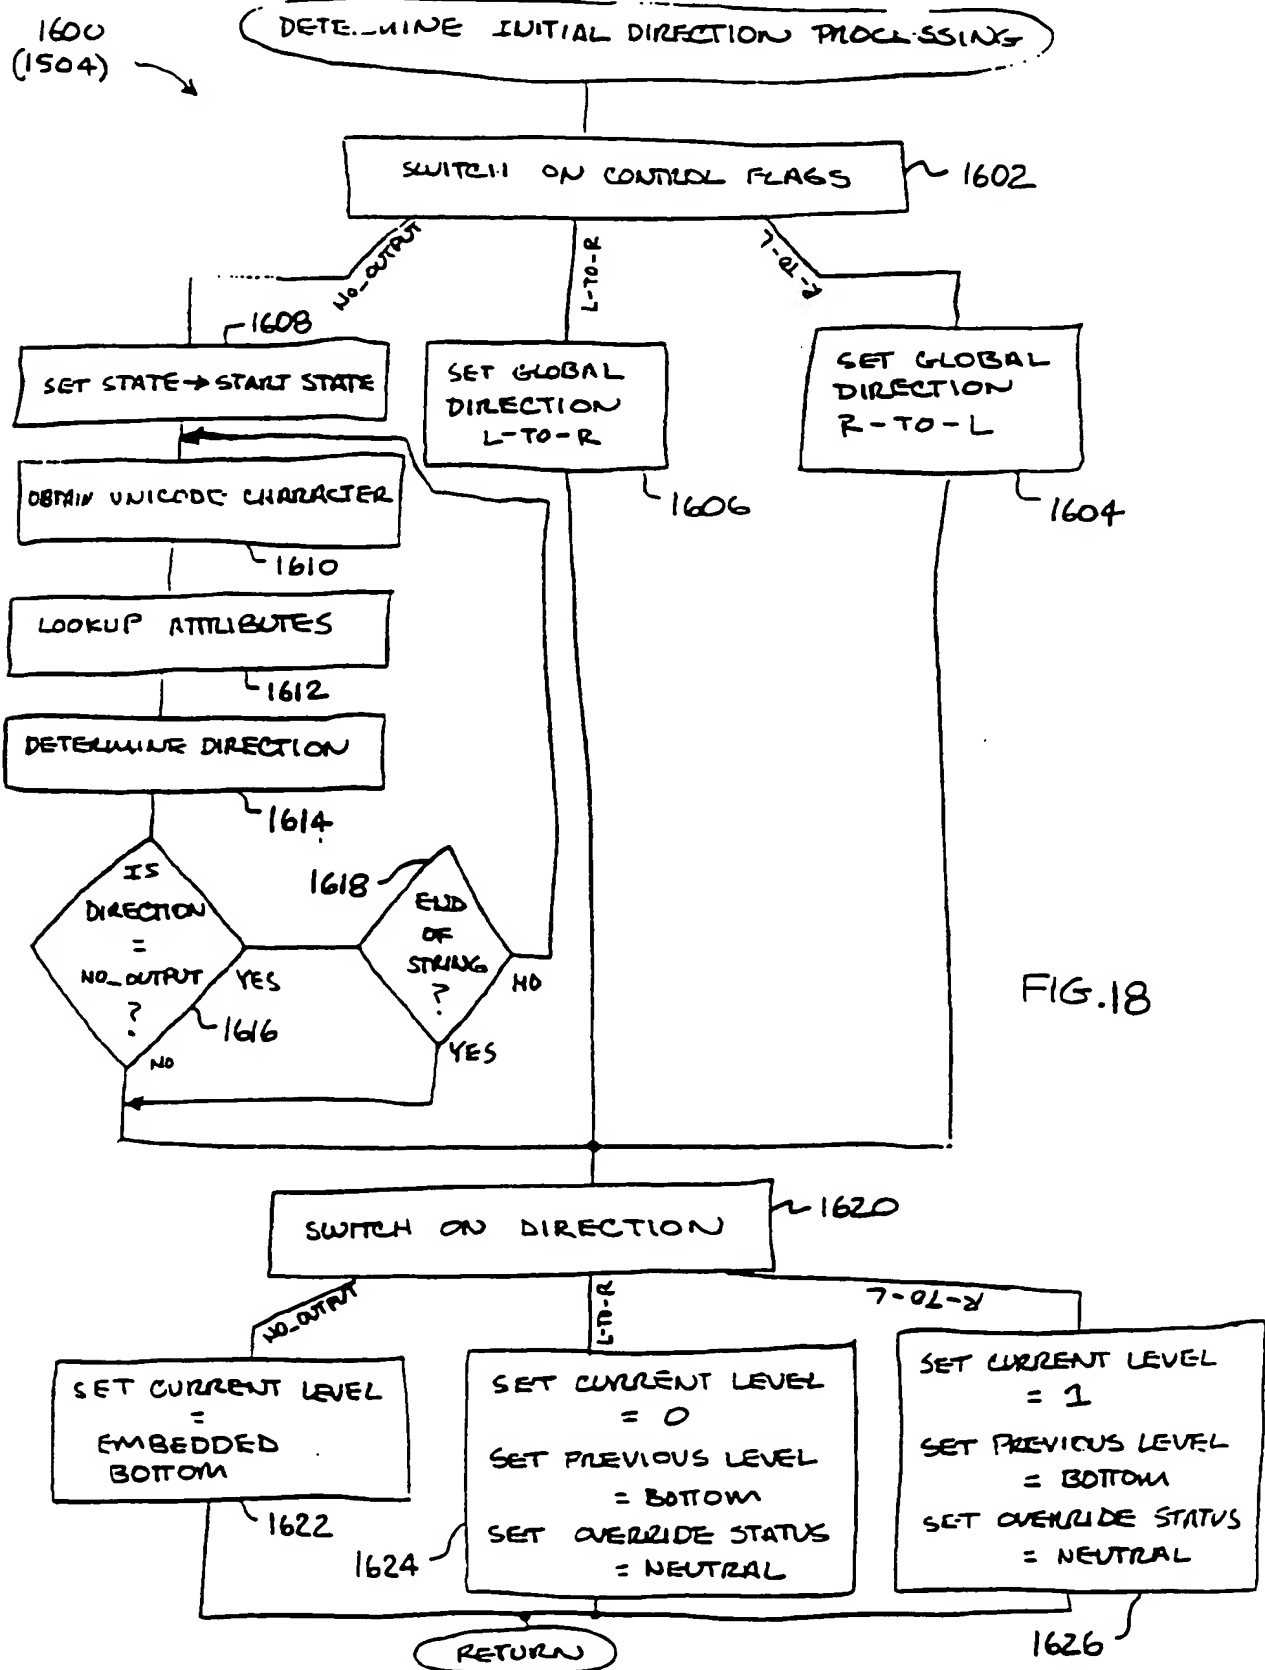 1600
(1504)
DETE.MINE INITIAL DIRECTION PROCESSING
SWITCH ON CONTROL FLAGS
1602
NO_OUTPUT
L-TO-R
R-TO-L
1608
SET STATE→START STATE
SET GLOBAL
DIRECTION
L-TO-R
1606
SET GLOBAL
DIRECTION
R-TO-L
1604
OBTAIN UNICODE CHARACTER
1610
LOOKUP ATTRIBUTES
1612
DETERMINE DIRECTION
1614
IS
DIRECTION
=
NO_OUTPUT
?
YES
1616
NO
1618
END
OF
STRING
?
NO
YES
FIG.18
SWITCH ON DIRECTION
1620
NO_OUTPUT
L-TO-R
R-TO-L
SET CURRENT LEVEL
=
EMBEDDED
BOTTOM
1622
SET CURRENT LEVEL
= 0
SET PREVIOUS LEVEL
= BOTTOM
SET OVERRIDE STATUS
= NEUTRAL
1624
SET CURRENT LEVEL
= 1
SET PREVIOUS LEVEL
= BOTTOM
SET OVERRIDE STATUS
= NEUTRAL
1626
RETURN